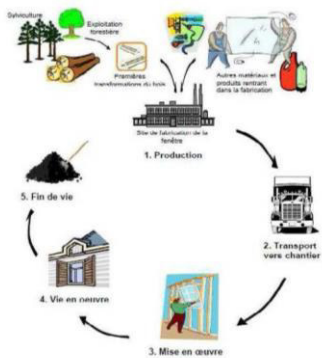 Sylviculture
Exploitation
forestière
Premières
transformations du bois
Autres matériaux et
produits rentrant
dans la fabrication
Site de fabrication de la
fenêtre
1. Production
2. Transport
vers chantier
3. Mise en œuvre
4. Vie en oeuvre
5. Fin de vie